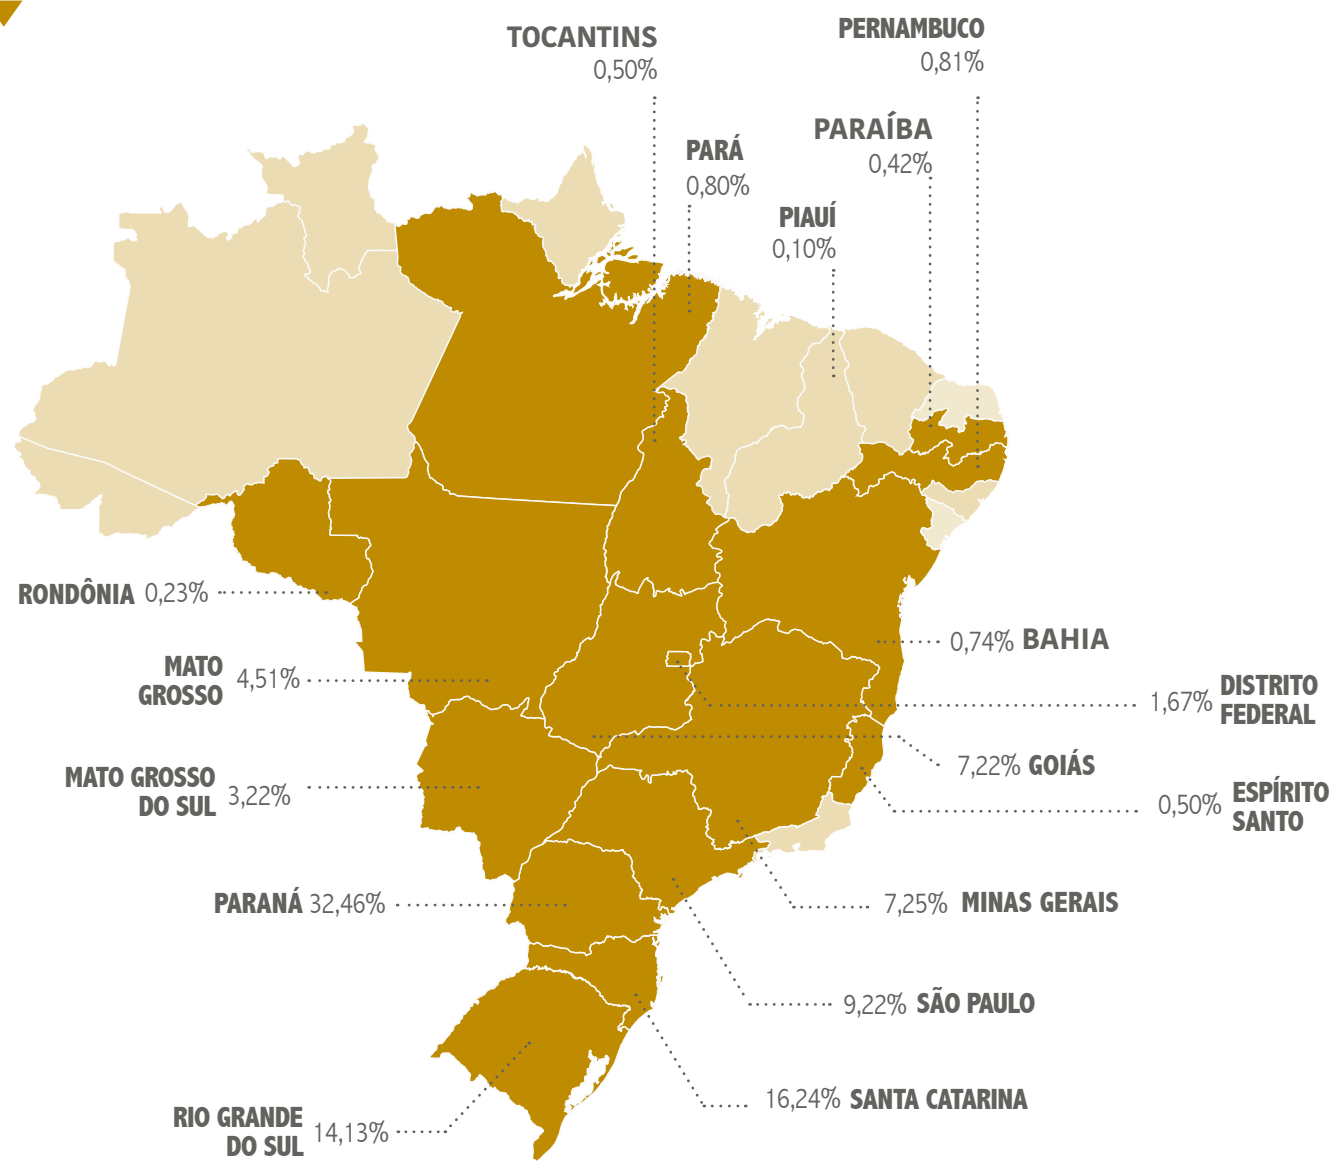 TOCANTINS
0,50%
PERNAMBUCO
0,81%
PARÁ
0,80%
PARAÍBA
0,42%
PIAUÍ
0,10%
RONDÔNIA 0,23%
0,74% BAHIA
MATO
GROSSO
4,51%
1,67%
DISTRITO
FEDERAL
7,22% GOIÁS
MATO GROSSO
DO SUL
3,22%
0,50%
ESPÍRITO
SANTO
PARANÁ 32,46%
7,25% MINAS GERAIS
9,22% SÃO PAULO
16,24% SANTA CATARINA
RIO GRANDE
DO SUL
14,13%